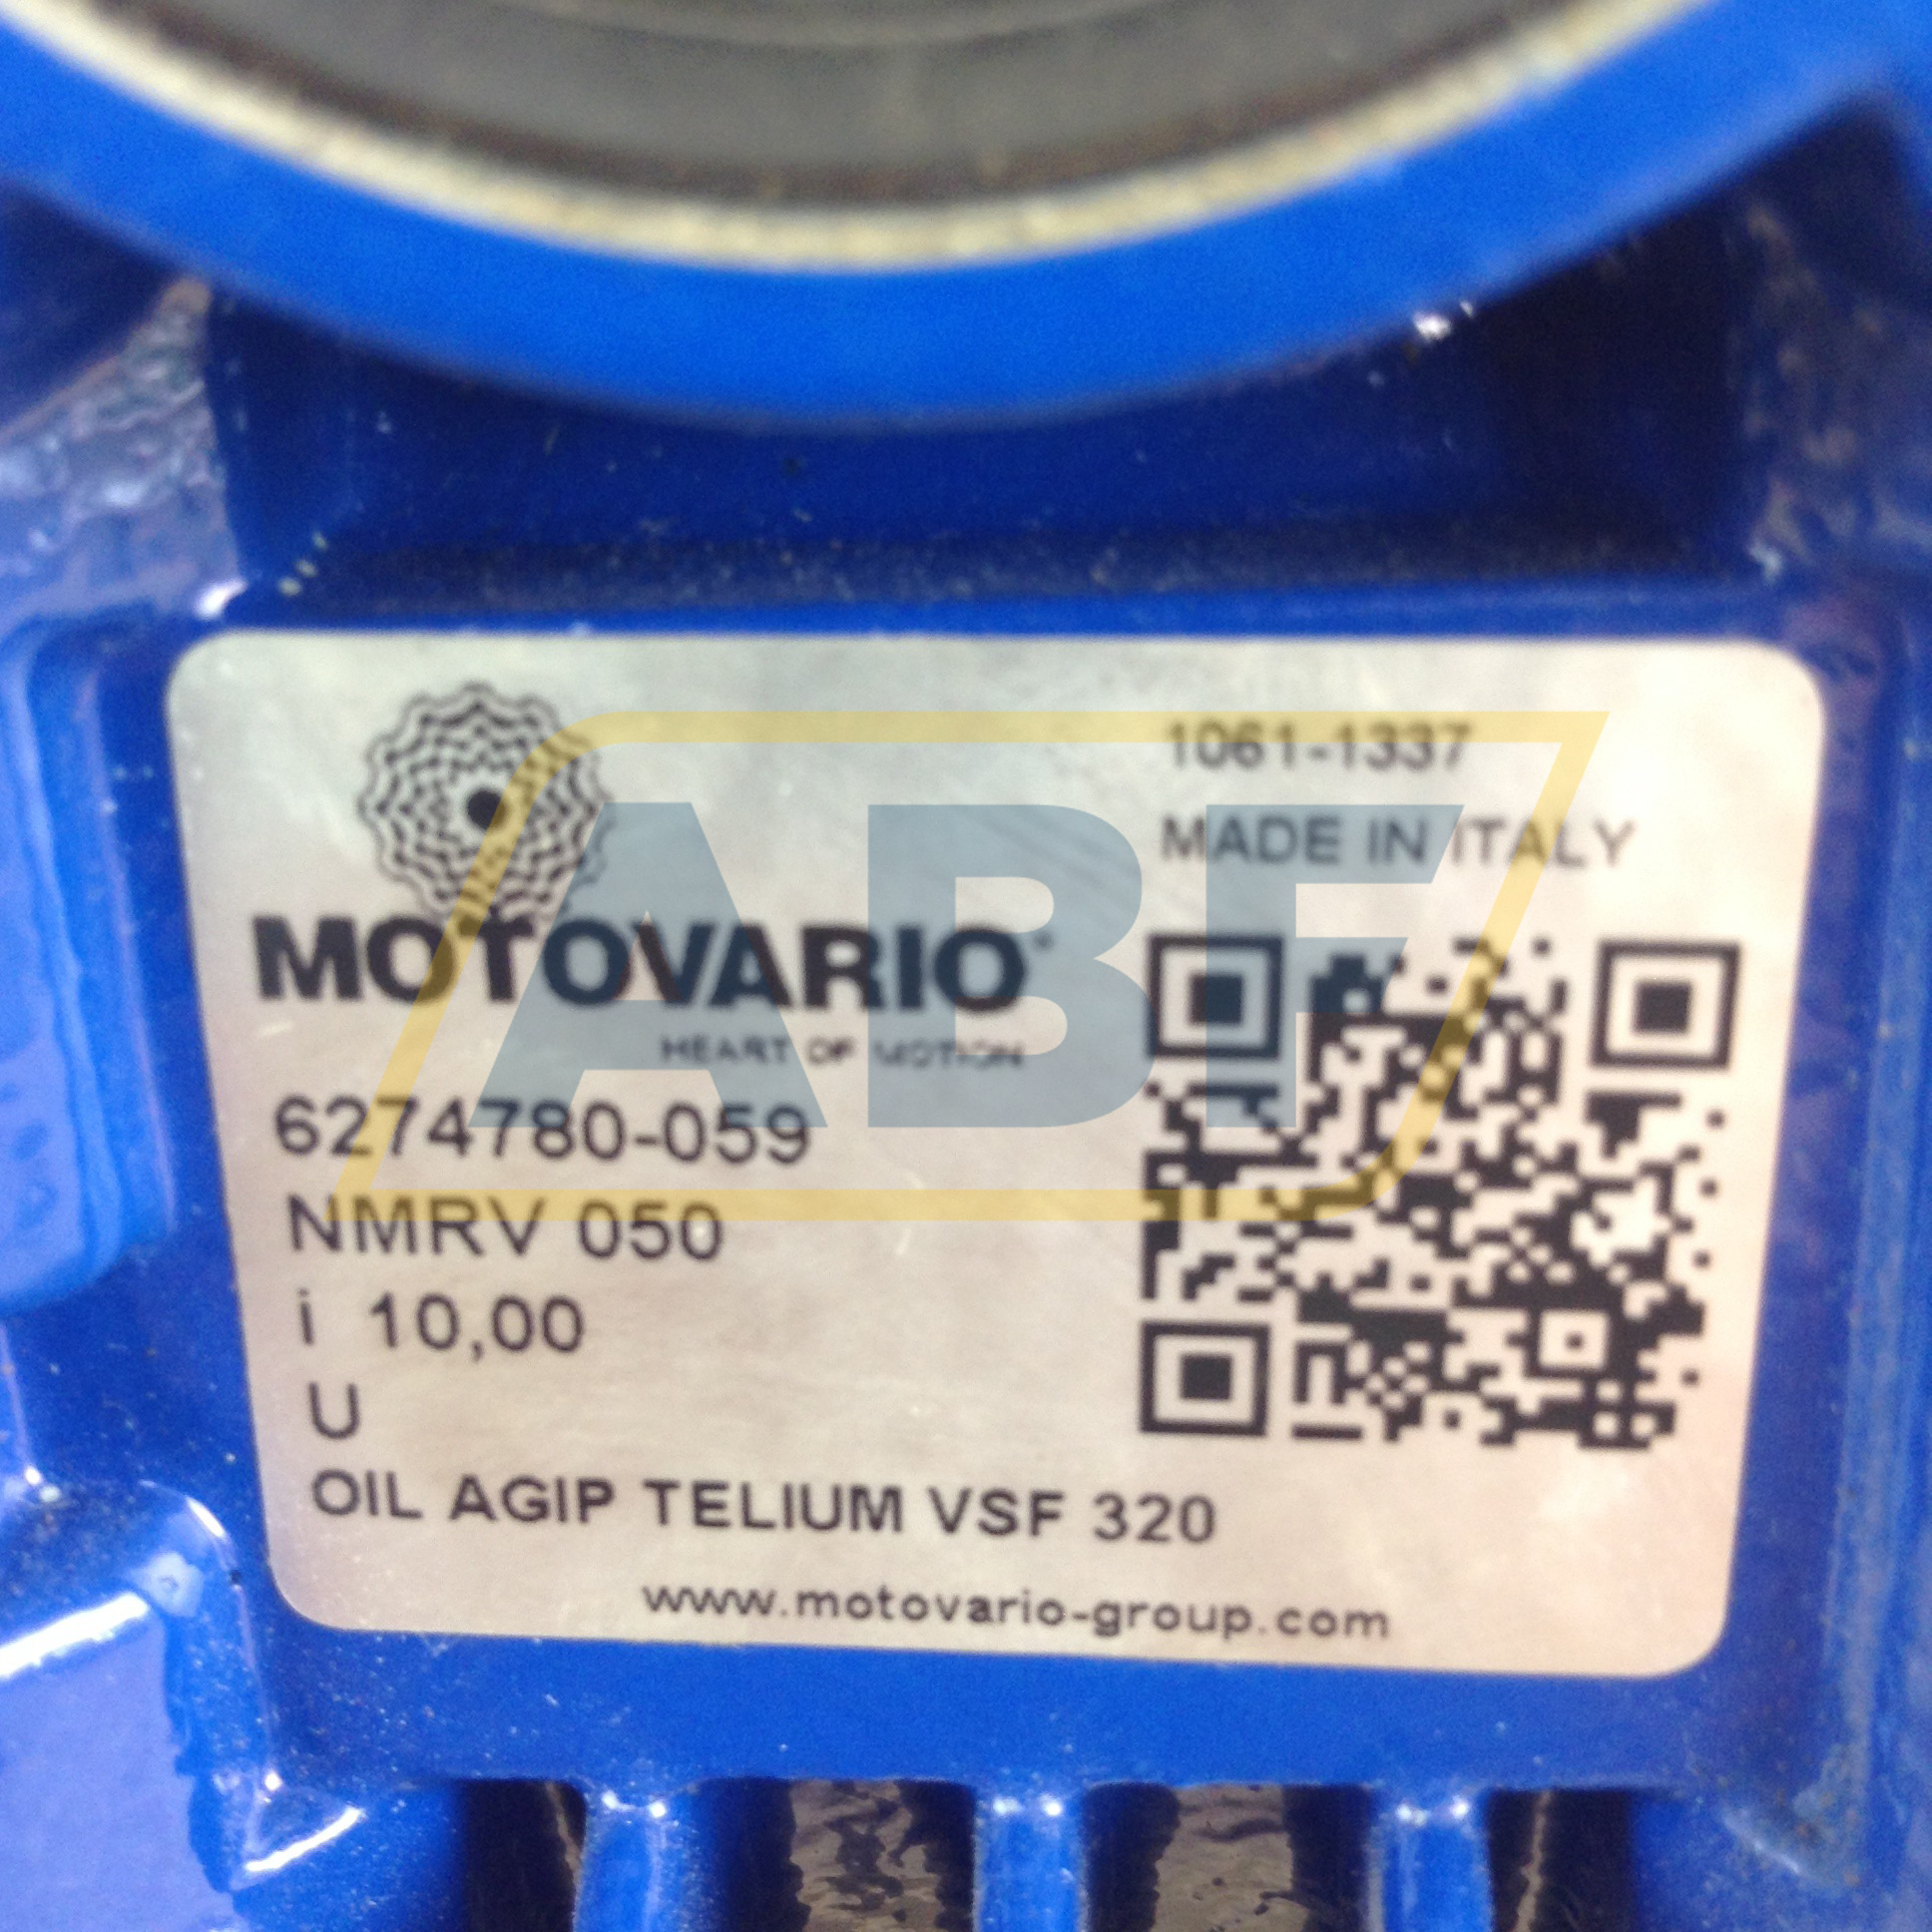 1061-1337
MADE IN ITALY
MOTOVARIO
HEART OF MOTION
ABF
6274780-059
NMRV 050
i 10,00
U
OIL AGIP TELIUM VSF 320
www.motovario-group.com